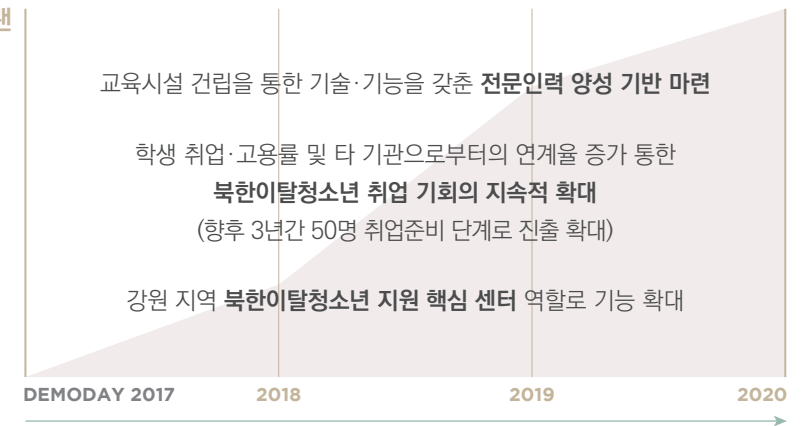 교육시설 건립을 통한 기술·기능을 갖춘 전문인력 양성 기반 마련
학생 취업·고용률 및 타 기관으로부터의 연계율 증가 통한
북한이탈청소년 취업 기회의 지속적 확대
(향후 3년간 50명 취업준비 단계로 진출 확대)
강원 지역 북한이탈청소년 지원 핵심 센터 역할로 기능 확대
DEMODAY 2017 2018 2019 2020